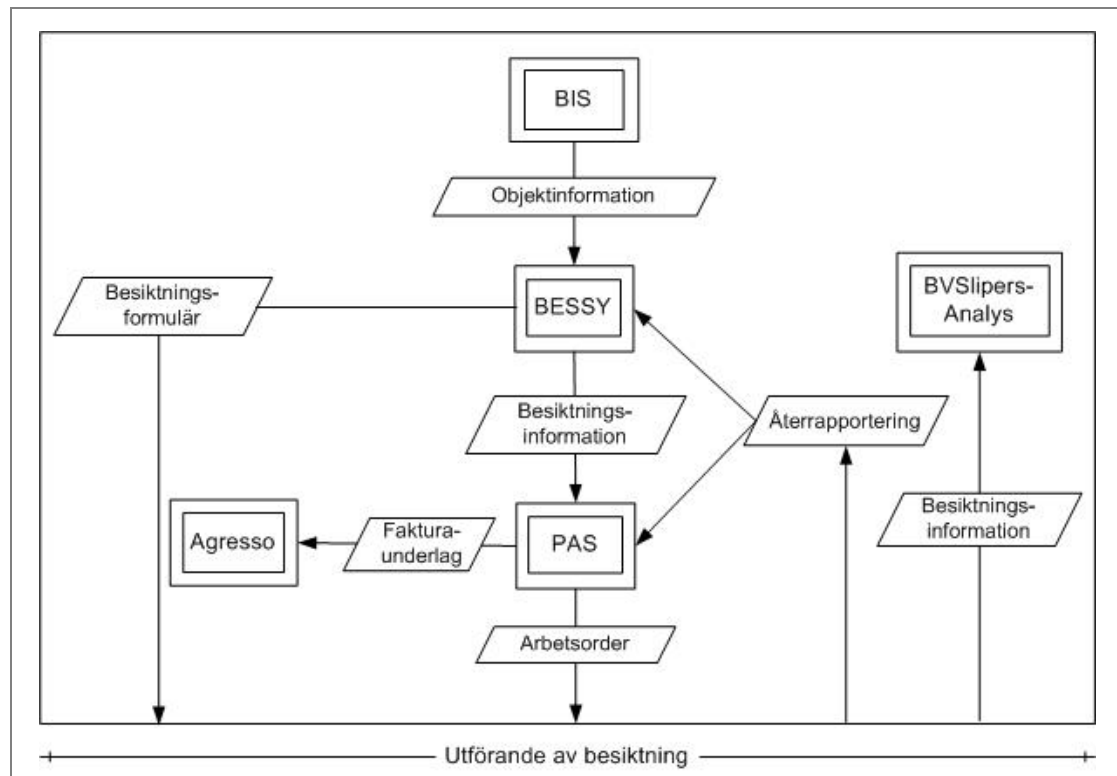 BIS
Objektinformation
Besiktnings-
formulär
BESSY
BVSlipers-
Analys
Besiktnings-
information
Återrapportering
Agresso
Faktura-
underlag
PAS
Besiktnings-
information
Arbetsorder
Utförande av besiktning